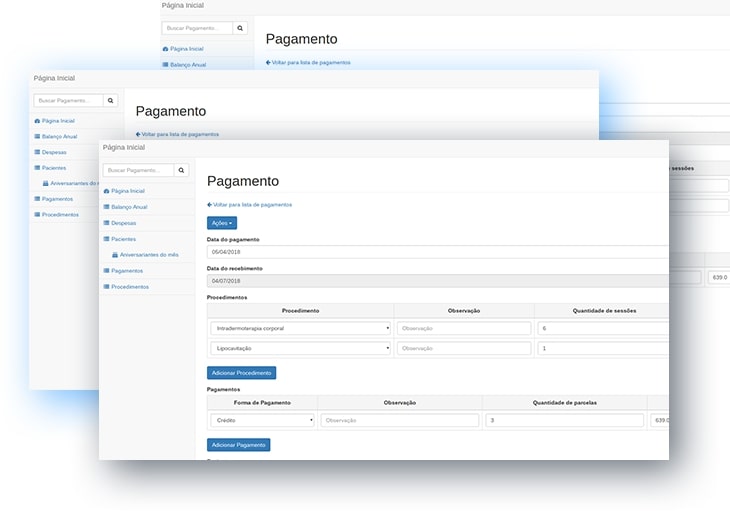 Página Inicial
Buscar Pagamento...
Pagamento
Página Inicial
Voltar para lista de pagamentos
Balanço Anual
sessões
639.0
Página Inicial
Buscar Pagamento...
Pagamento
Página Inicial
Voltar para lista de pagamentos
Balanço Anual
Despesas
Pacientes
Aniversariantes do
Pagamentos
Procedimentos
Página Inicial
Buscar Pagamento...
Página Inicial
Balanço Anual
Despesas
Pacientes
Aniversariantes do mês
Pagamentos
Procedimentos
Pagamento
Voltar para lista de pagamentos
Ações
Data do pagamento
Data do recebimento
04/07/2018
Procedimentos
Procedimento Observação Quantidade de sessões
Intradermoterapia corporal Observação 6
Lipocavitação Observação 1
Adicionar Procedimento
Pagamentos
Forma de Pagamento Observação Quantidade de parcelas
Crédito Observação 3 639.0
Adicionar Pagamento